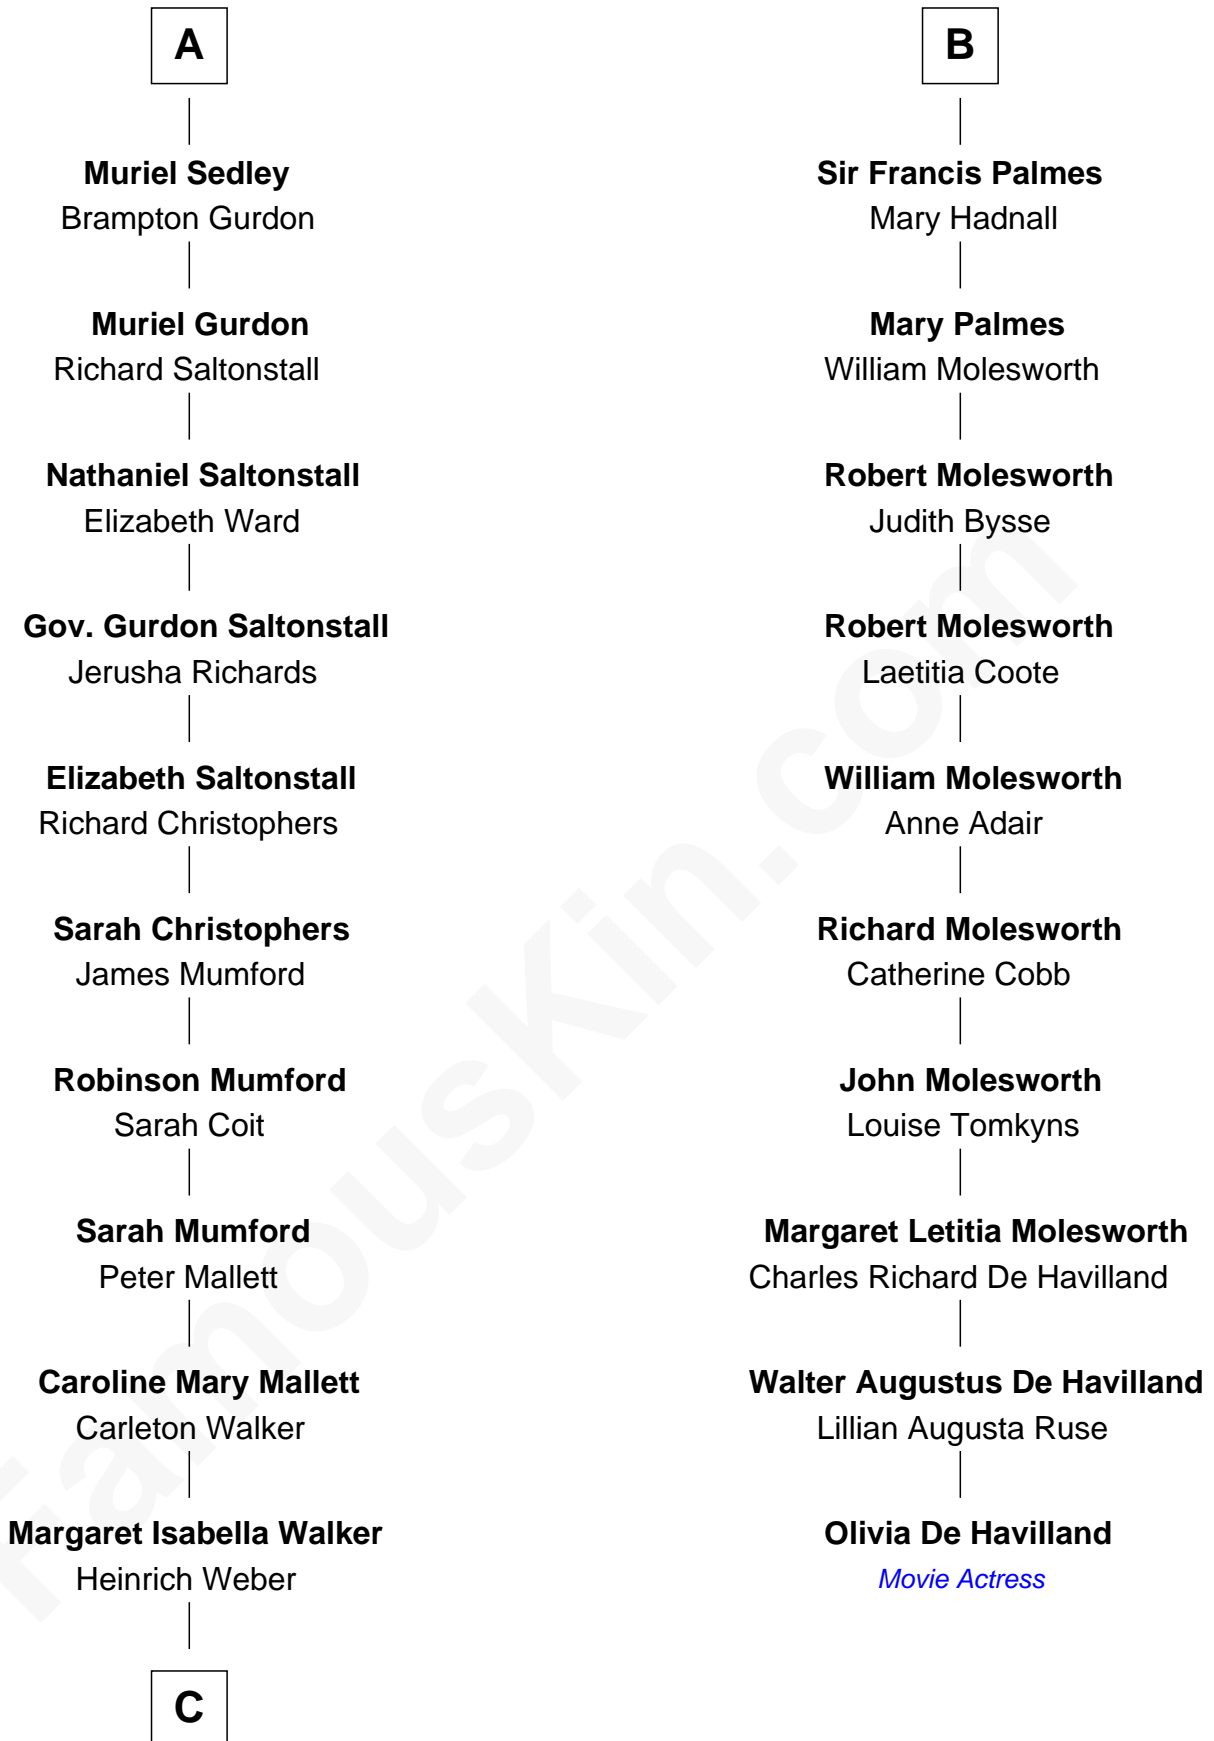 A
Muriel Sedley
Brampton Gurdon
Muriel Gurdon
Richard Saltonstall
Nathaniel Saltonstall
Elizabeth Ward
Gov. Gurdon Saltonstall
Jerusha Richards
Elizabeth Saltonstall
Richard Christophers
Sarah Christophers
James Mumford
Robinson Mumford
Sarah Coit
Sarah Mumford
Peter Mallett
Caroline Mary Mallett
Carleton Walker
Margaret Isabella Walker
Heinrich Weber
C
B
Sir Francis Palmes
Mary Hadnall
Mary Palmes
William Molesworth
Robert Molesworth
Judith Bysse
Robert Molesworth
Laetitia Coote
William Molesworth
Anne Adair
Richard Molesworth
Catherine Cobb
John Molesworth
Louise Tomkyns
Margaret Letitia Molesworth
Charles Richard De Havilland
Walter Augustus De Havilland
Lillian Augusta Ruse
Olivia De Havilland
Movie Actress
FamousKin.com